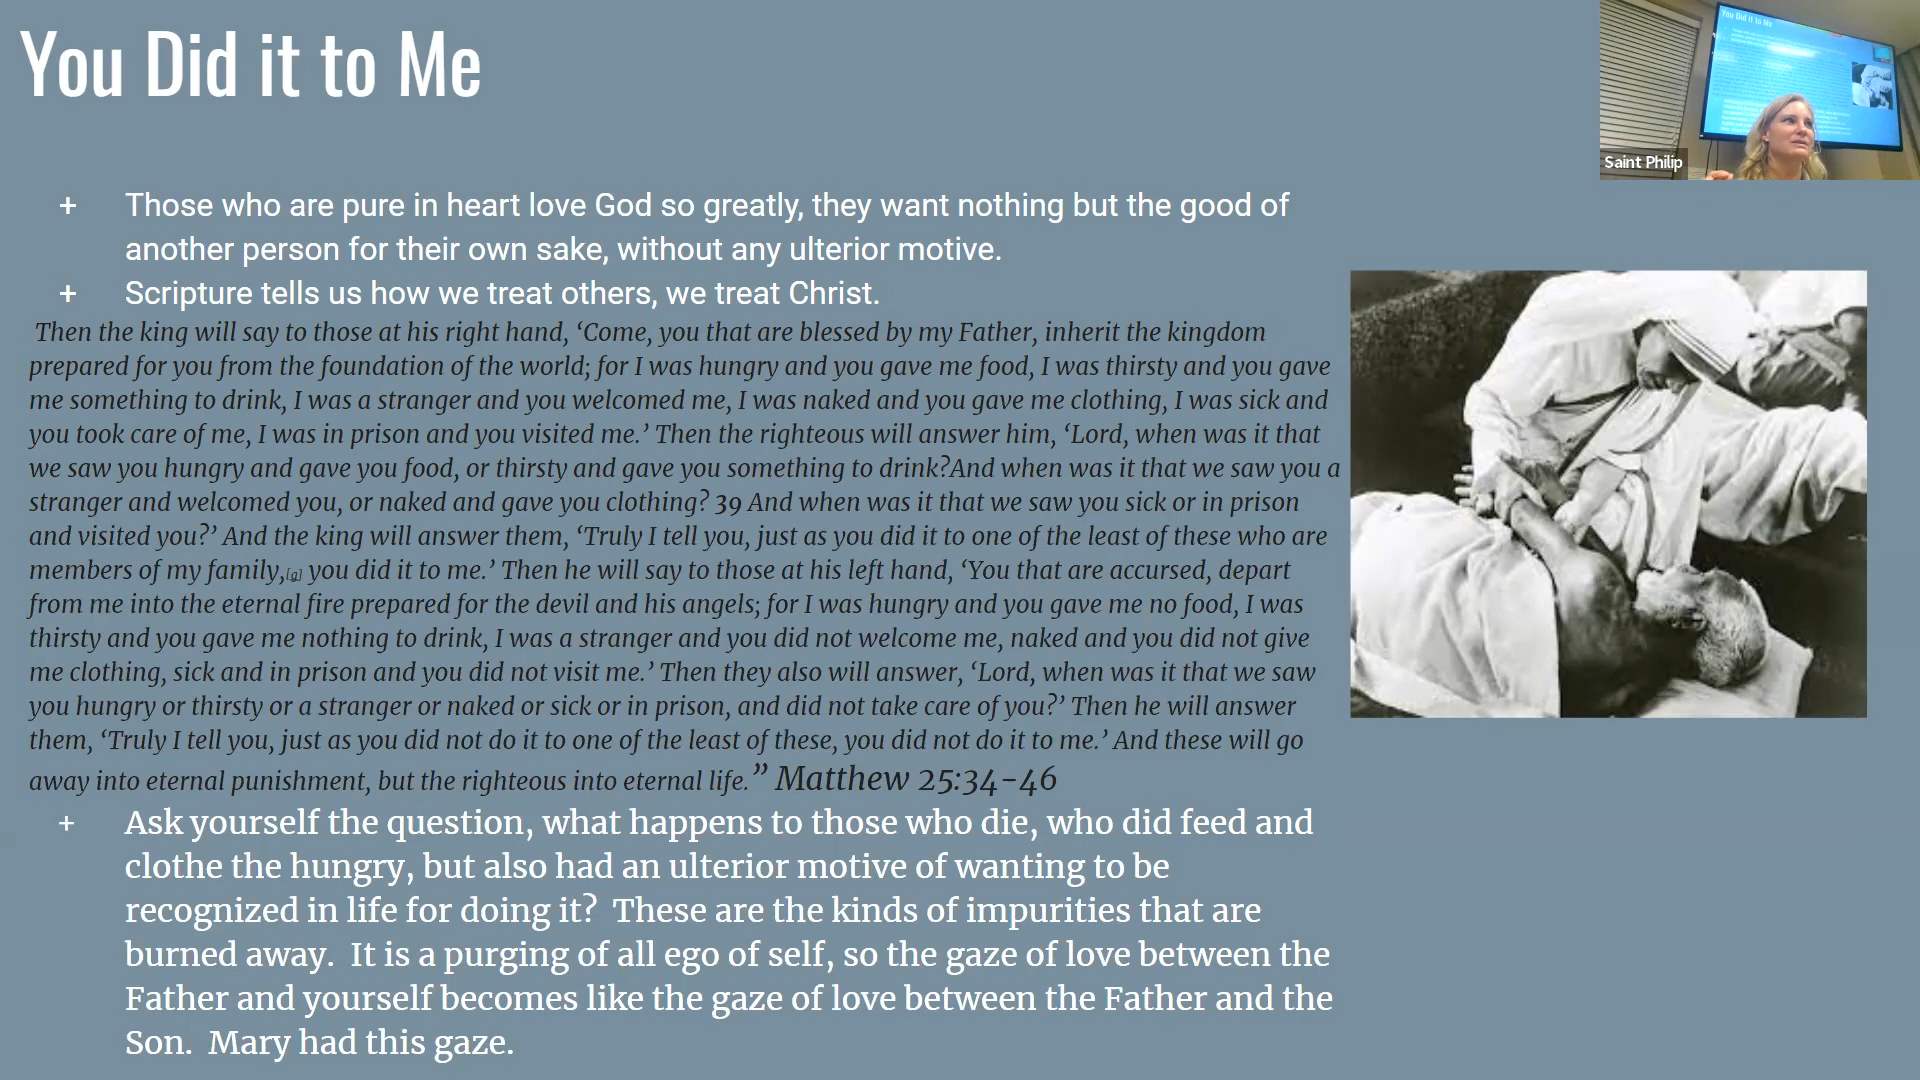 You Did it to Me
Saint Philip
+ Those who are pure in heart love God so greatly, they want nothing but the good of
another person for their own sake, without any ulterior motive.
+ Scripture tells us how we treat others, we treat Christ.
Then the king will say to those at his right hand, ‘Come, you that are blessed by my Father, inherit the kingdom
prepared for you from the foundation of the world; for I was hungry and you gave me food, I was thirsty and you gave
me something to drink, I was a stranger and you welcomed me, I was naked and you gave me clothing, I was sick and
you took care of me, I was in prison and you visited me.’ Then the righteous will answer him, ‘Lord, when was it that
we saw you hungry and gave you food, or thirsty and gave you something to drink?And when was it that we saw you a
stranger and welcomed you, or naked and gave you clothing? 39 And when was it that we saw you sick or in prison
and visited you?’ And the king will answer them, ‘Truly I tell you, just as you did it to one of the least of these who are
members of my family,[g] you did it to me.’ Then he will say to those at his left hand, ‘You that are accursed, depart
from me into the eternal fire prepared for the devil and his angels; for I was hungry and you gave me no food, I was
thirsty and you gave me nothing to drink, I was a stranger and you did not welcome me, naked and you did not give
me clothing, sick and in prison and you did not visit me.’ Then they also will answer, ‘Lord, when was it that we saw
you hungry or thirsty or a stranger or naked or sick or in prison, and did not take care of you?’ Then he will answer
them, ‘Truly I tell you, just as you did not do it to one of the least of these, you did not do it to me.’ And these will go
away into eternal punishment, but the righteous into eternal life.” Matthew 25:34-46
+ Ask yourself the question, what happens to those who die, who did feed and
clothe the hungry, but also had an ulterior motive of wanting to be
recognized in life for doing it?  These are the kinds of impurities that are
burned away.  It is a purging of all ego of self, so the gaze of love between the
Father and yourself becomes like the gaze of love between the Father and the
Son.  Mary had this gaze.
You Did it to Me